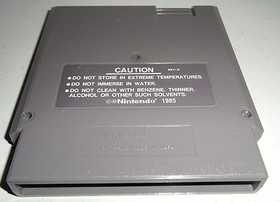 CAUTION
REV-A
● DO NOT STORE IN EXTREME TEMPERATURES.
● DO NOT IMMERSE IN WATER.
● DO NOT CLEAN WITH BENZENE, THINNER,
ALCOHOL OR OTHER SUCH SOLVENTS.
©®Nintendo 1985